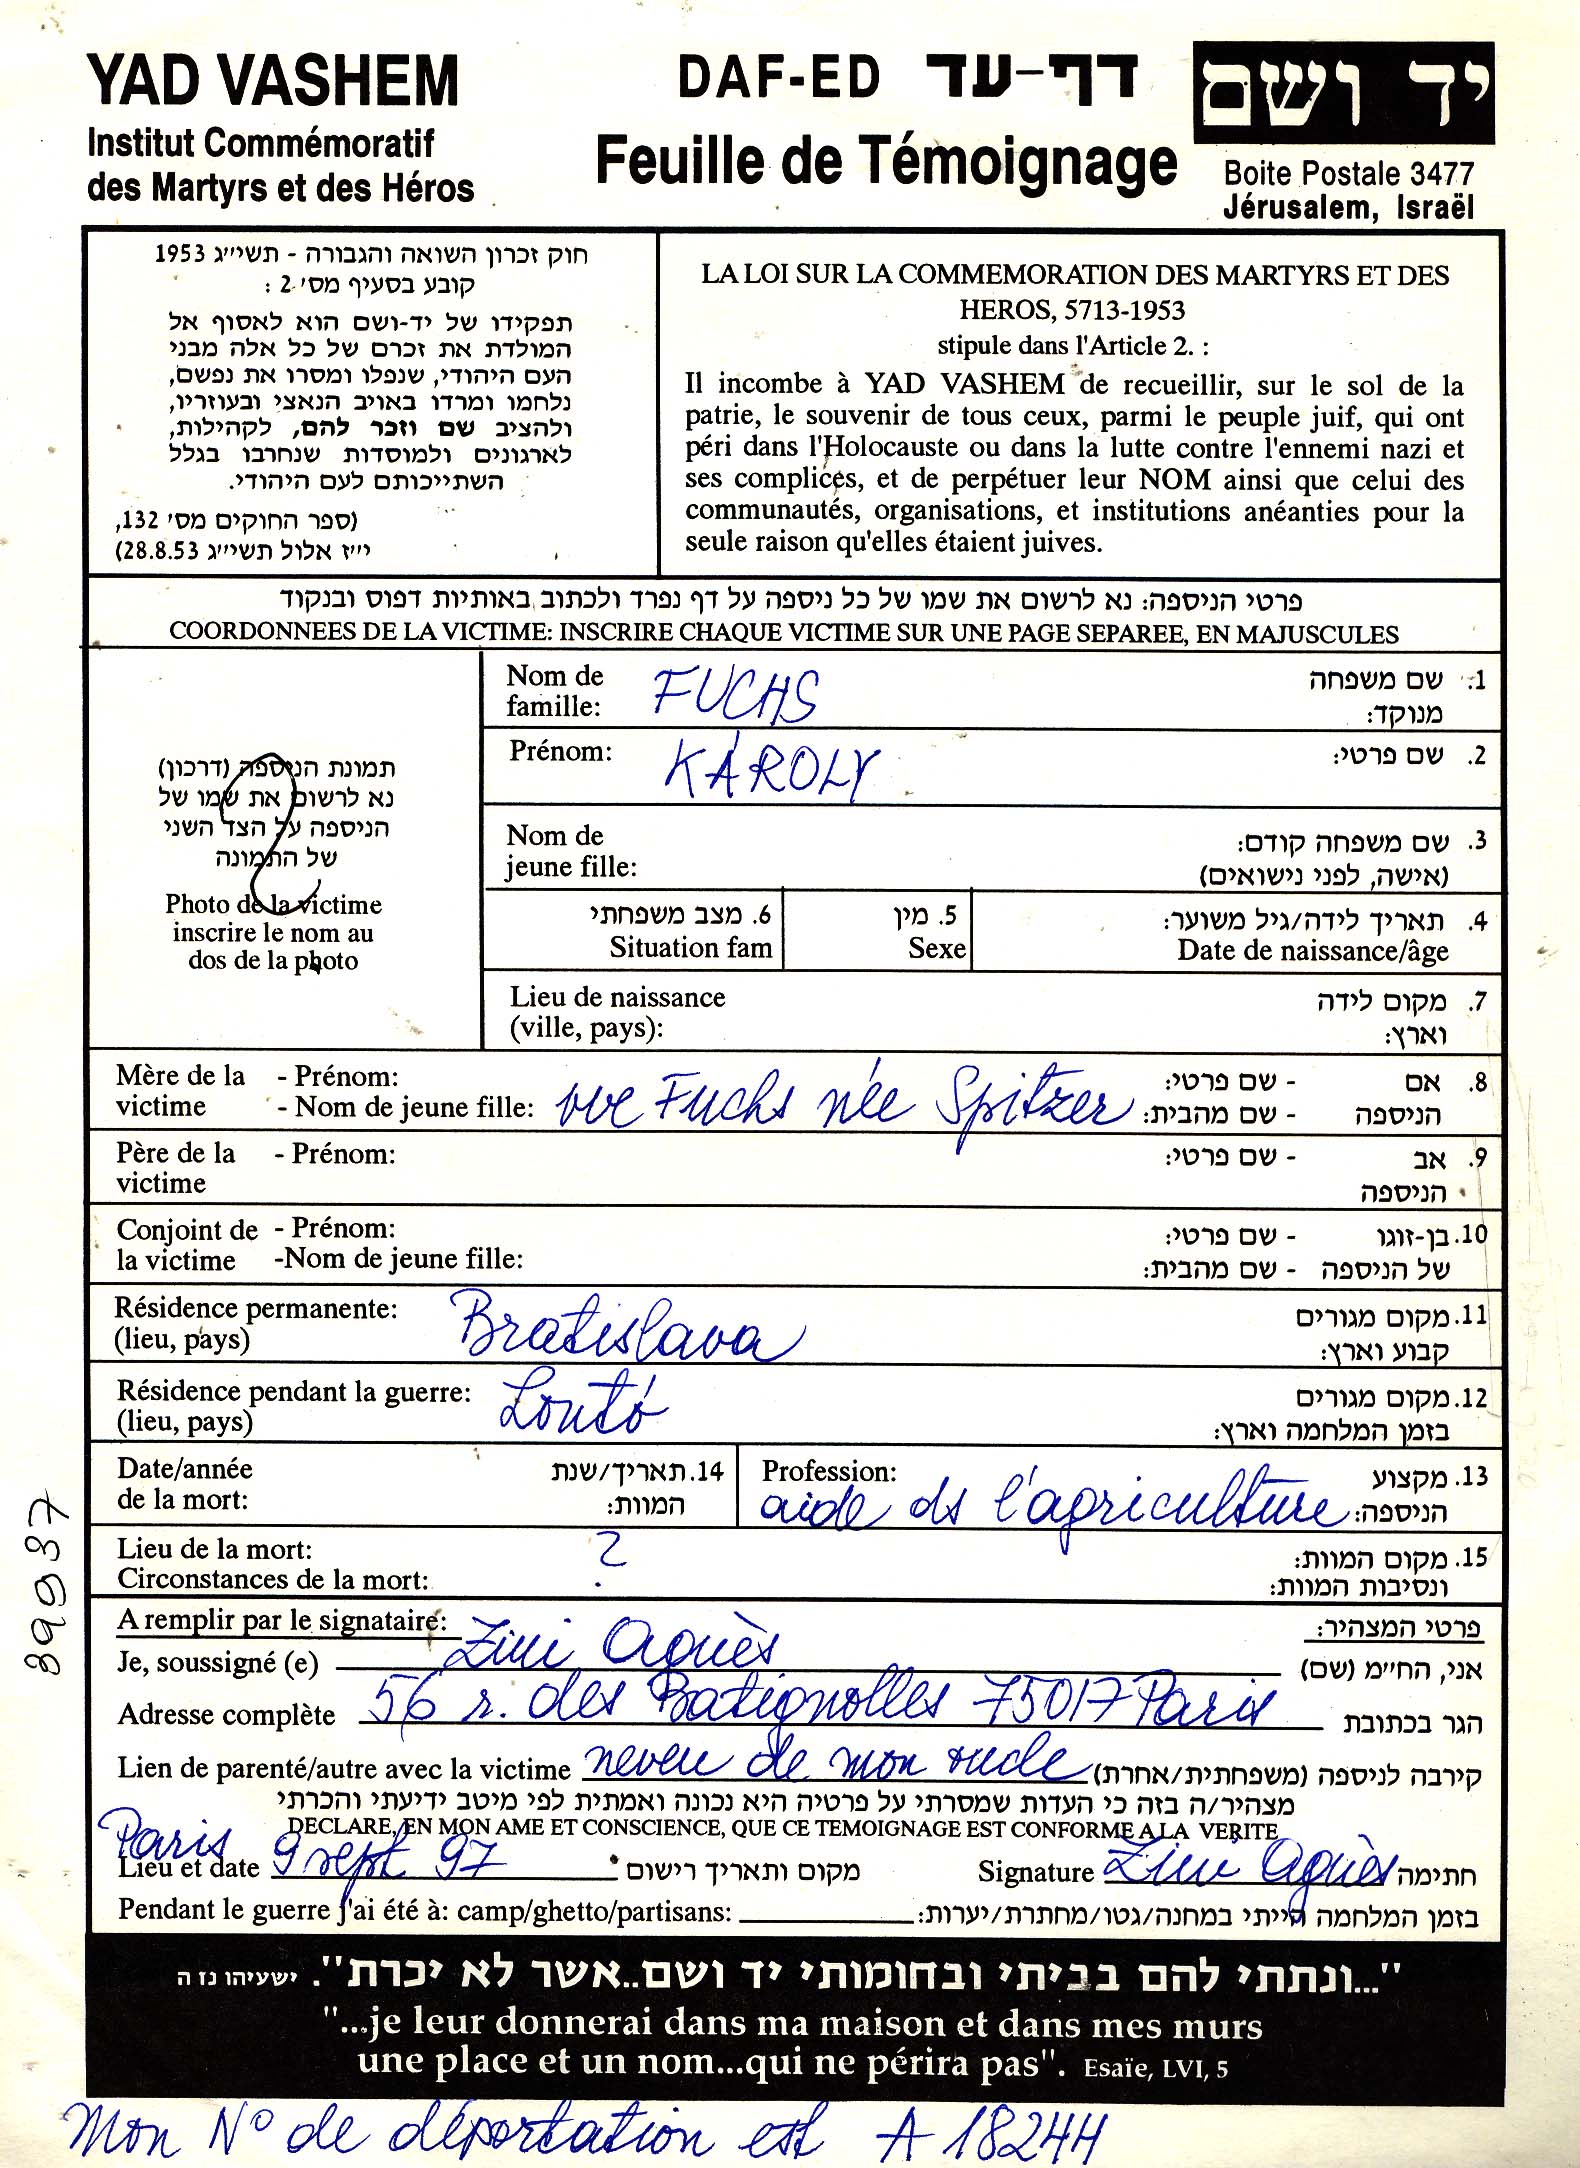 YAD VASHEM
Institut Commémoratif
des Martyrs et des Héros
DAF-ED דף-עד
Feuille de Témoignage
יד ושם
Boite Postale 3477
Jérusalem, Israël
חוק זכרון השואה והגבורה - תשי״ג 1953
קובע בסעיף מס׳ 2 :
תפקידו של יד-ושם הוא לאסוף אל
המולדת את זכרם של כל אלה מבני
העם היהודי, שנפלו ומסרו את נפשם,
נלחמו ומרדו באויב הנאצי ובעוזריו,
ולהציב שם וזכר להם, לקהילות,
לארגונים ולמוסדות שנחרבו בגלל
השתייכותם לעם היהודי.
(ספר החוקים מס׳ 132,
י״ז אלול תשי״ג 28.8.53)
LA LOI SUR LA COMMEMORATION DES MARTYRS ET DES
HEROS, 5713-1953
stipule dans l'Article 2. :
Il incombe à YAD VASHEM de recueillir, sur le sol de la
patrie, le souvenir de tous ceux, parmi le peuple juif, qui ont
péri dans l'Holocauste ou dans la lutte contre l'ennemi nazi et
ses complices, et de perpétuer leur NOM ainsi que celui des
communautés, organisations, et institutions anéanties pour la
seule raison qu'elles étaient juives.
פרטי הניספה: נא לרשום את שמו של כל ניספה על דף נפרד ולכתוב באותיות דפוס ובנקוד
COORDONNEES DE LA VICTIME: INSCRIRE CHAQUE VICTIME SUR UNE PAGE SEPAREE, EN MAJUSCULES
תמונת הניספה (דרכון)
נא לרשום את שמו של
הניספה על הצד השני
של התמונה
?
Photo de la victime
inscrire le nom au
dos de la photo
Nom de FUCHS 1. שם משפחה
famille: מנוקד:
Prénom: KÁROLY 2. שם פרטי:
Nom de 3. שם משפחה קודם:
jeune fille: (אישה, לפני נישואים)
6. מצב משפחתי 5. מין 4. תאריך לידה/גיל משוער:
Situation fam Sexe Date de naissance/âge
Lieu de naissance 7. מקום לידה
(ville, pays): וארץ:
Mère de la - Prénom: - שם פרטי: 8. אם
victime - Nom de jeune fille: vve Fuchs née Spitzer - שם מהבית: הניספה
Père de la - Prénom: - שם פרטי: 9. אב
victime הניספה
Conjoint de - Prénom: - שם פרטי: 10. בן-זוגו
la victime -Nom de jeune fille: - שם מהבית: של הניספה
Résidence permanente: Bratislava 11. מקום מגורים
(lieu, pays) קבוע וארץ:
Résidence pendant la guerre: Lontó 12. מקום מגורים
(lieu, pays) בזמן המלחמה וארץ:
Date/année 14. תאריך/שנת Profession: 13. מקצוע
de la mort: המוות: aide ds l'agriculture הניספה:
Lieu de la mort: ? 15. מקום המוות:
Circonstances de la mort: ונסיבות המוות:
A remplir par le signataire: פרטי המצהיר:
Je, soussigné (e) Zini Agnès אני, החי״מ (שם)
Adresse complète 56 r. des Batignolles 75017 Paris הגר בכתובת
Lien de parenté/autre avec la victime neveu de mon oncle קירבה לניספה (משפחתית/אחרת)
מצהיר/ה בזה כי העדות שמסרתי על פרטיה היא נכונה ואמתית לפי מיטב ידיעתי והכרתי
DECLARE, EN MON AME ET CONSCIENCE, QUE CE TEMOIGNAGE EST CONFORME A LA VERITE
Paris
Lieu et date 9 sept 97 מקום ותאריך רישום Signature Zini Agnès חתימה
Pendant le guerre j'ai été à: camp/ghetto/partisans: בזמן המלחמה הייתי במחנה/גטו/מחתרת/יערות:
"...ונתתי להם בביתי ובחומותי יד ושם..אשר לא יכרת". ישעיהו נז ה
"...je leur donnerai dans ma maison et dans mes murs
une place et un nom...qui ne périra pas". Esaïe, LVI, 5
Mon N° de déportation est A 18244